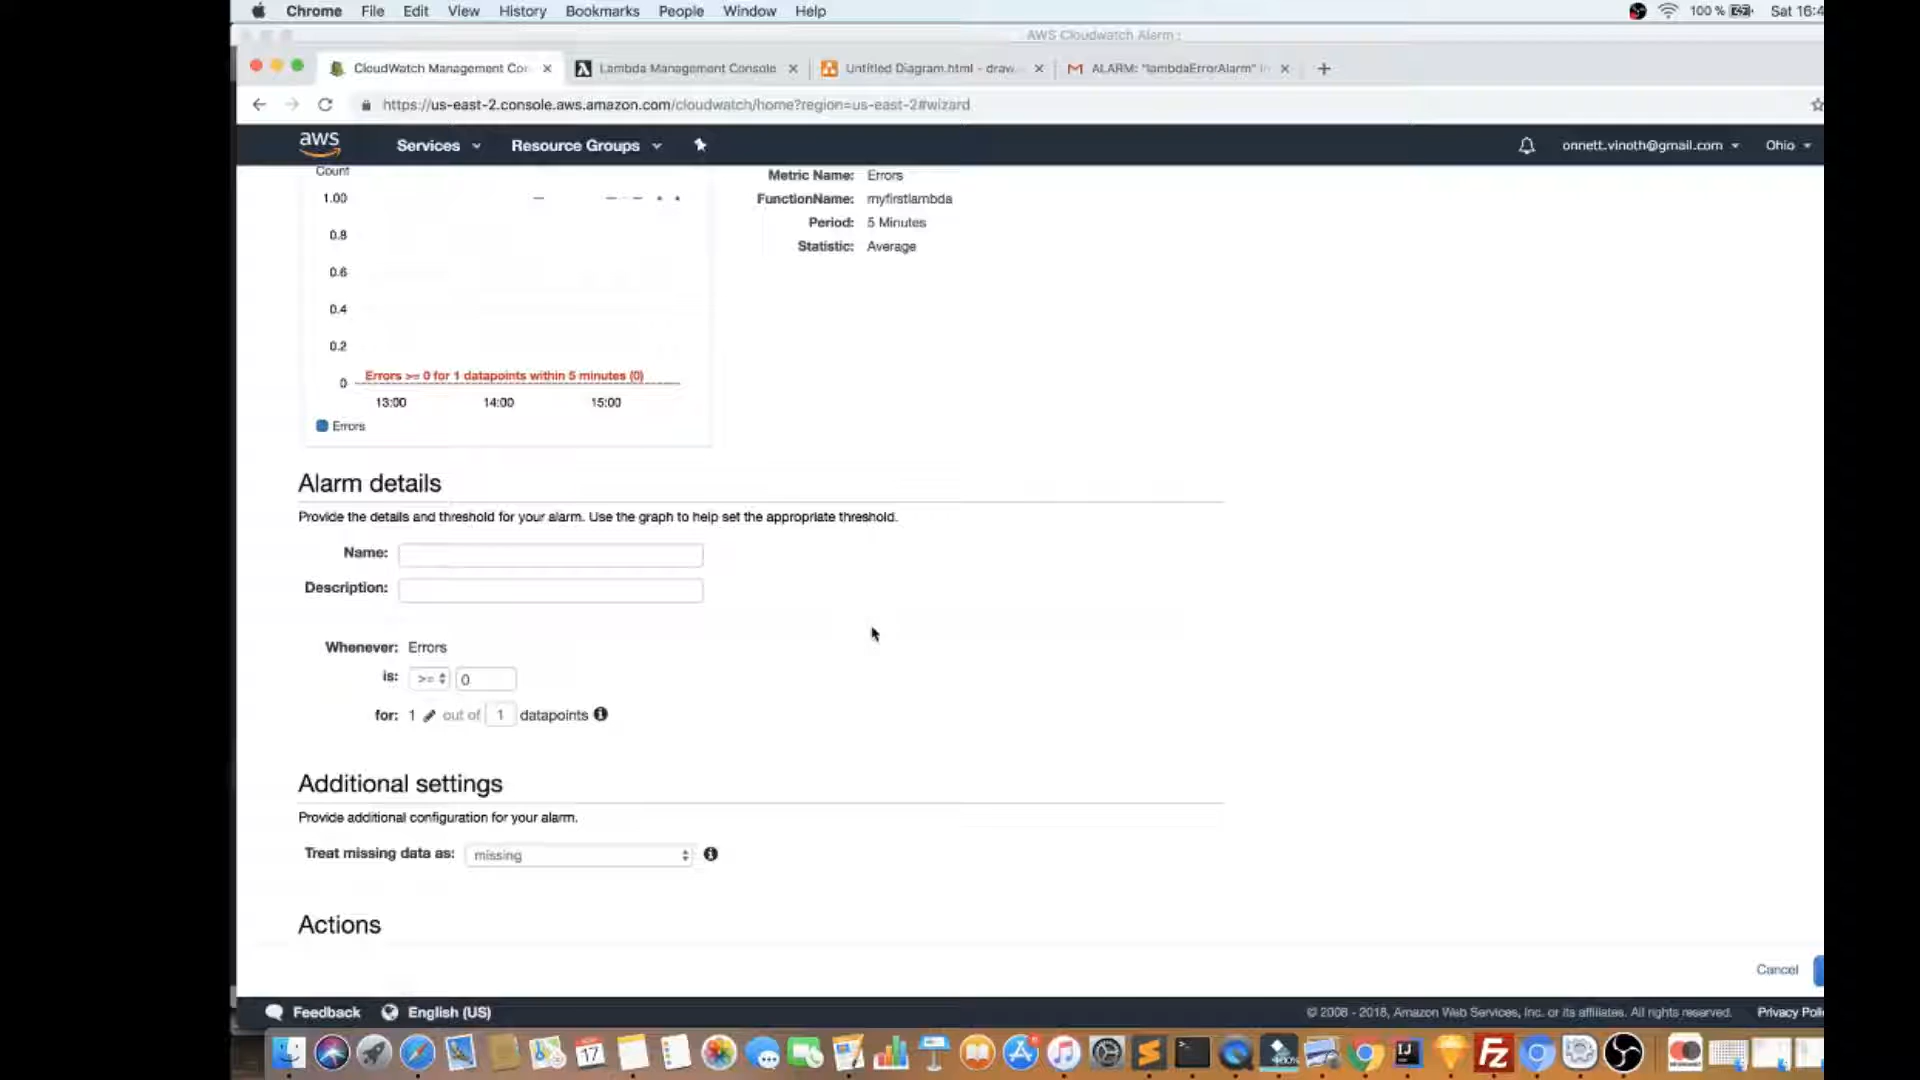 Chrome File Edit View History Bookmarks People Window Help 100 % Sat 16:4
AWS Cloudwatch Alarm :
CloudWatch Management Con
Lambda Management Console
Untitled Diagram.html - draw.
ALARM: "lambdaErrorAlarm" in
https://us-east-2.console.aws.amazon.com/cloudwatch/home?region=us-east-2#wizard
aws Services Resource Groups onnett.vinoth@gmail.com Ohio
Count
1.00
0.8
0.6
0.4
0.2
0
Errors >= 0 for 1 datapoints within 5 minutes (0)
13:00 14:00 15:00
Errors
Metric Name: Errors
FunctionName: myfirstlambda
Period: 5 Minutes
Statistic: Average
Alarm details
Provide the details and threshold for your alarm. Use the graph to help set the appropriate threshold.
Name:
Description:
Whenever: Errors
is: >= 0
for: 1 out of 1 datapoints
Additional settings
Provide additional configuration for your alarm.
Treat missing data as: missing
Actions
Cancel
Feedback English (US) © 2008 - 2018, Amazon Web Services, Inc. or its affiliates. All rights reserved. Privacy Poli
17
IJ
Fz